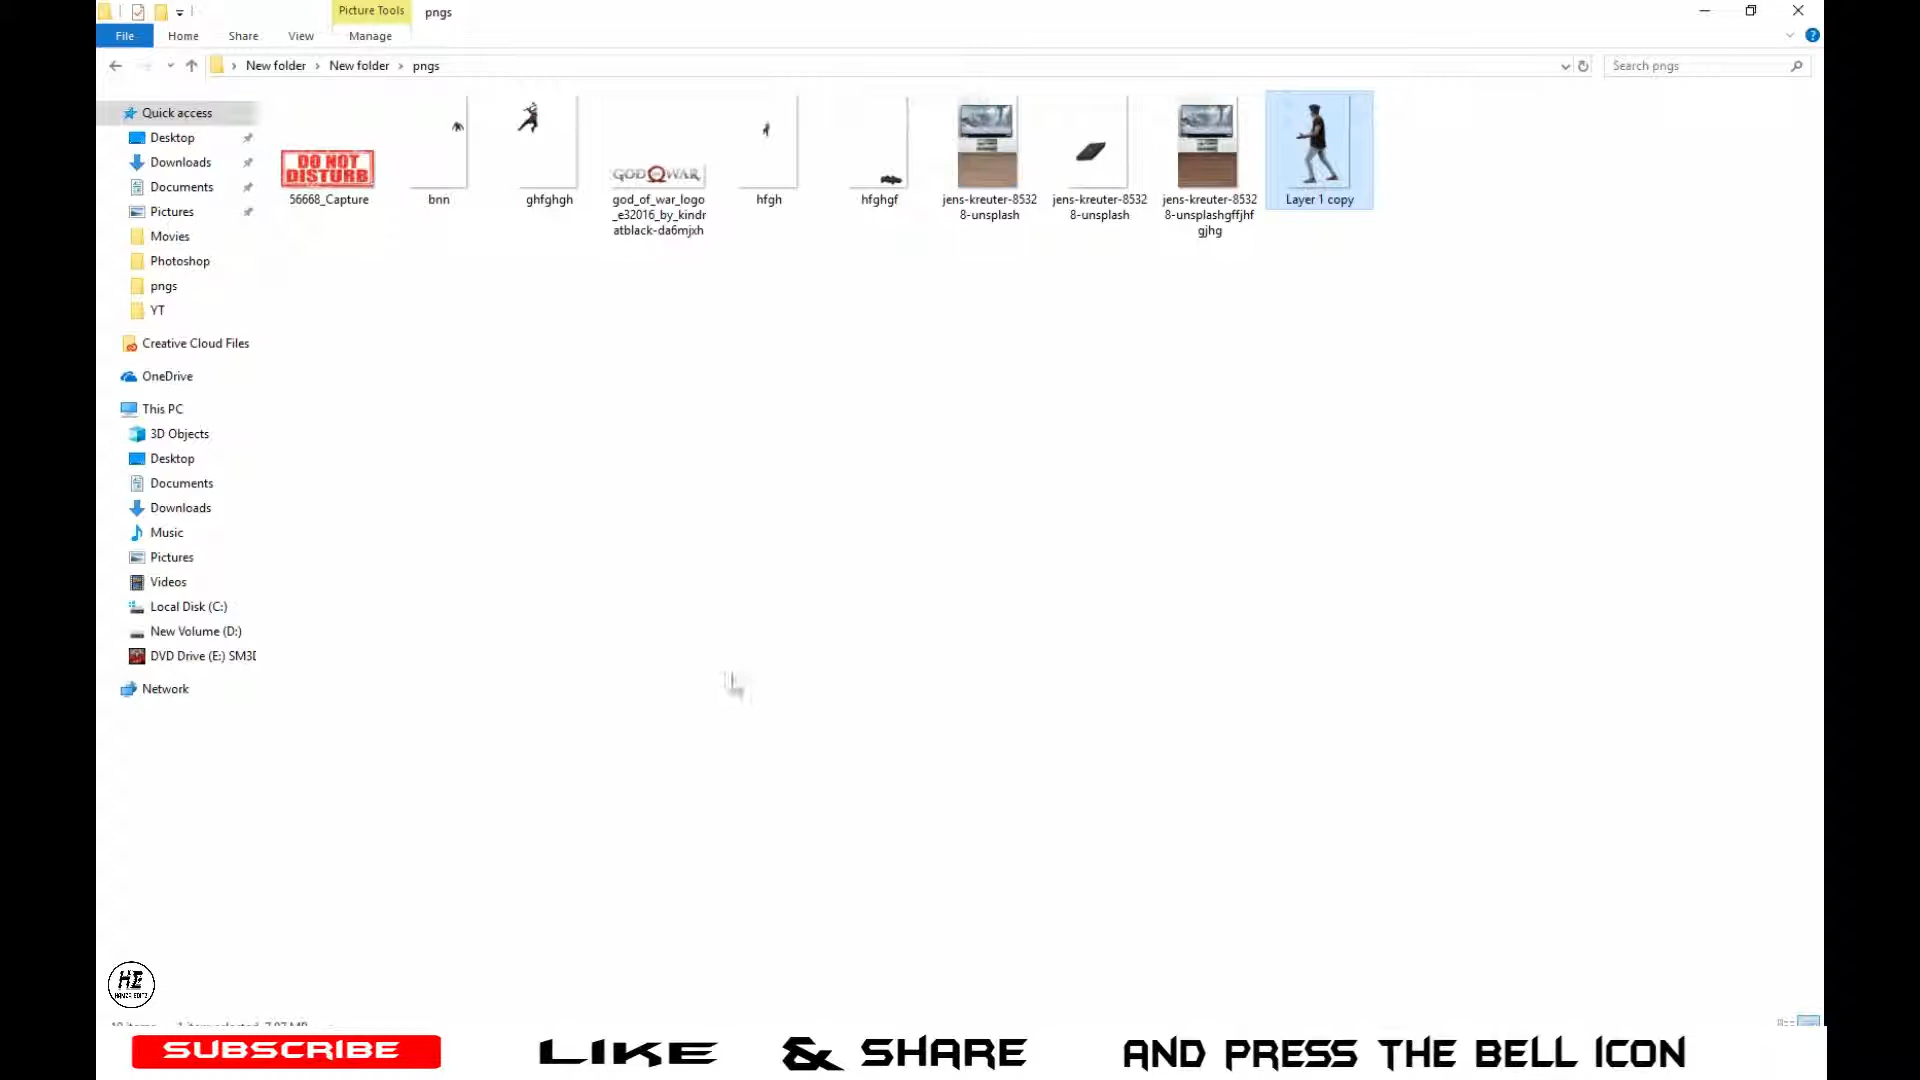 Picture Tools
pngs
File
Home
Share
View
Manage
New folder
New folder
pngs
Search pngs
Quick access
Desktop
Downloads
Documents
Pictures
Movies
Photoshop
pngs
YT
Creative Cloud Files
OneDrive
This PC
3D Objects
Desktop
Documents
Downloads
Music
Pictures
Videos
Local Disk (C:)
New Volume (D:)
DVD Drive (E:) SM3D
Network
DO NOT
DISTURB
56668_Capture
bnn
ghfghgh
GOD OF WAR
god_of_war_logo
_e32016_by_kindr
atblack-da6mjxh
hfgh
hfghgf
jens-kreuter-8532
8-unsplash
jens-kreuter-8532
8-unsplash
jens-kreuter-8532
8-unsplashgffjhf
gjhg
Layer 1 copy
HE
HAMZA EDITZ
SUBSCRIBE
LIKE
& SHARE
AND PRESS THE BELL ICON